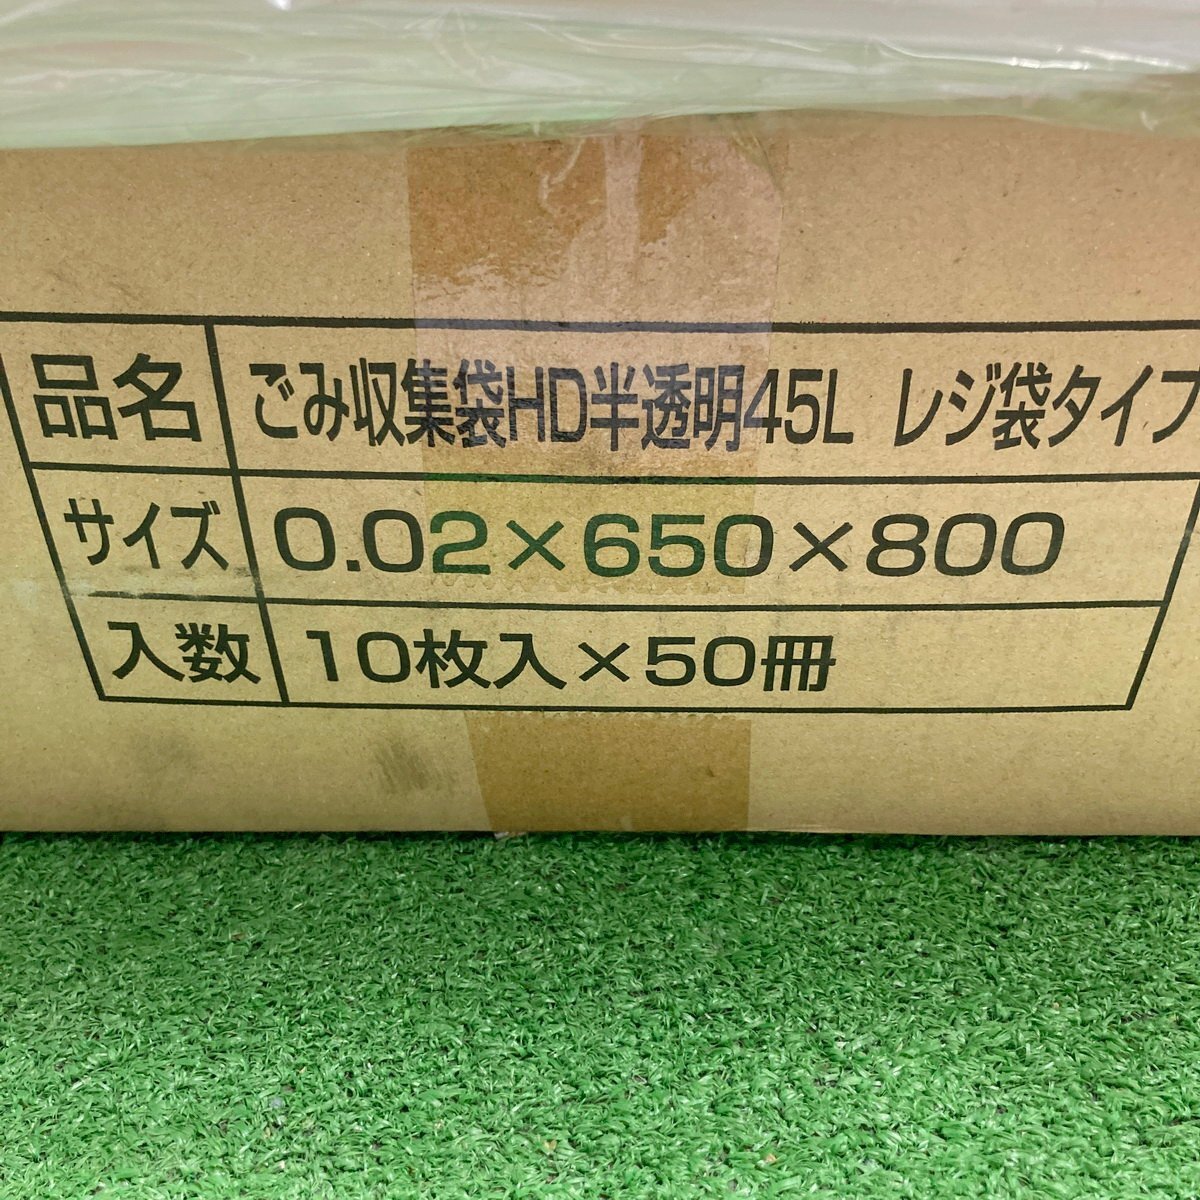 品名 ごみ収集袋HD半透明45L レジ袋タイプ
サイズ 0.02×650×800
入数 10枚入×50冊